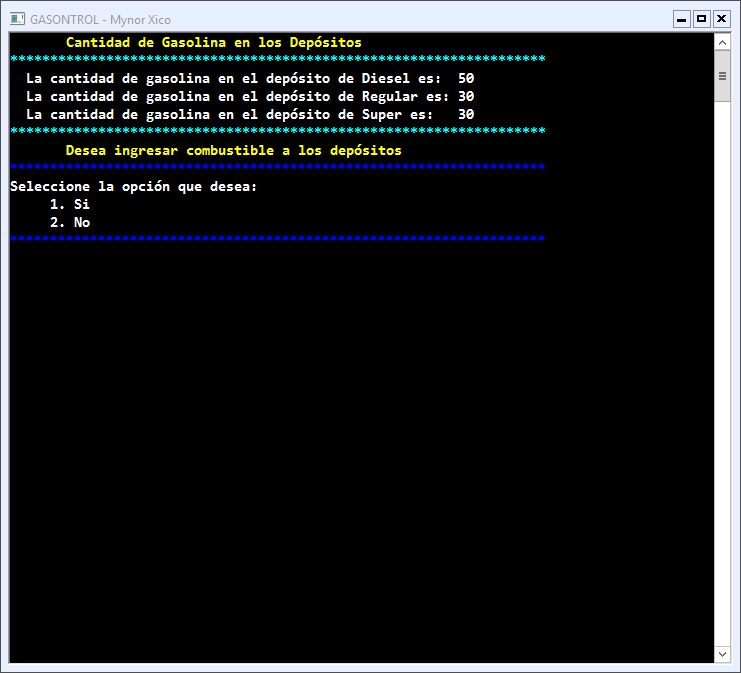 GASONTROL - Mynor Xico
Cantidad de Gasolina en los Depósitos
*******************************************************************
La cantidad de gasolina en el depósito de Diesel es: 50
La cantidad de gasolina en el depósito de Regular es: 30
La cantidad de gasolina en el depósito de Super es: 30
*******************************************************************
Desea ingresar combustible a los depósitos
*******************************************************************
Seleccione la opción que desea:
1. Si
2. No
*******************************************************************